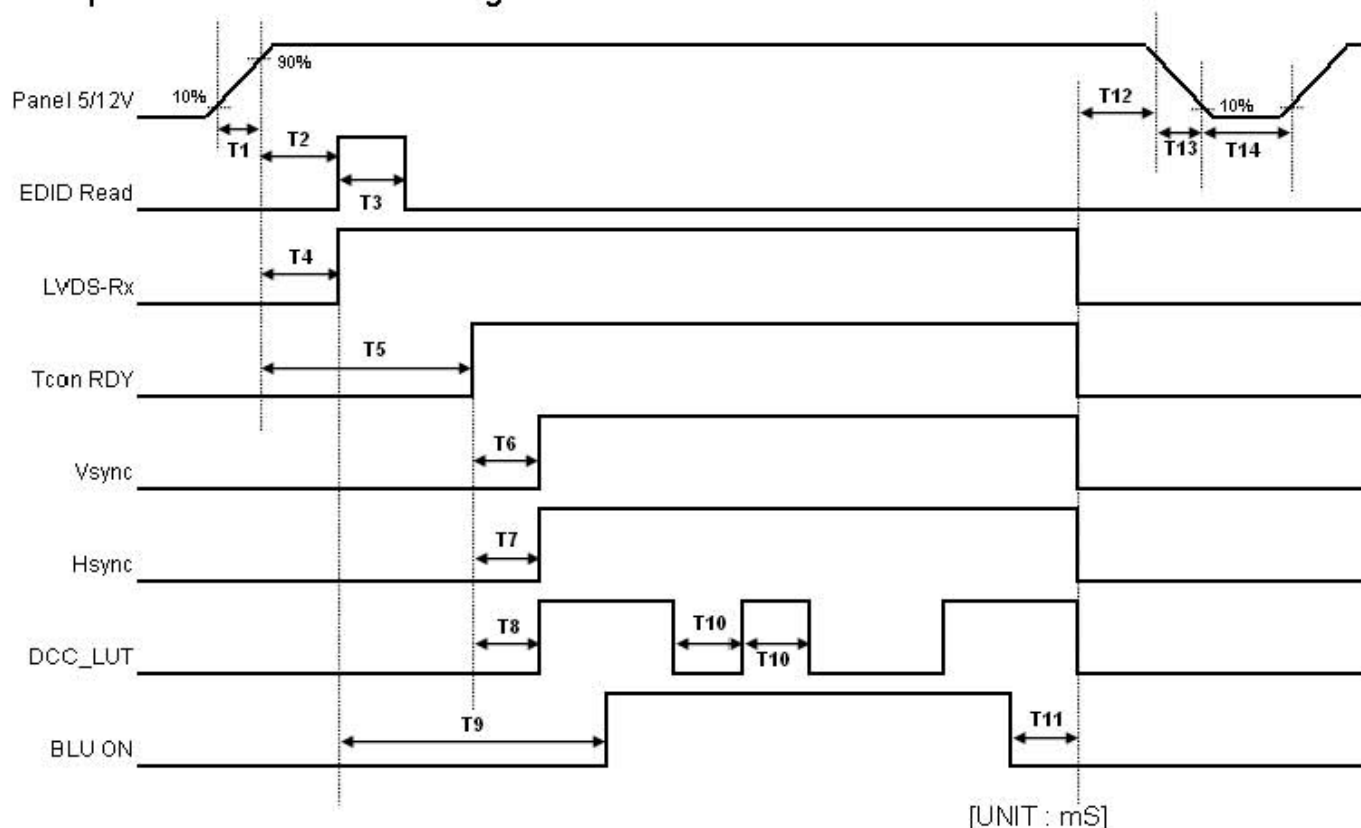 90%
10%
Panel 5/12V
T1
T2
T12
10%
T13
T14
EDID Read
T3
LVDS-Rx
T4
Tcon RDY
T5
Vsync
T6
Hsync
T7
DCC_LUT
T8
T10
T10
BLU ON
T9
T11
[UNIT : mS]